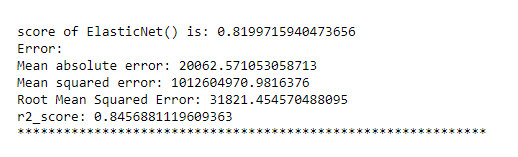 score of ElasticNet() is: 0.8199715940473656
Error:
Mean absolute error: 20062.571053058713
Mean squared error: 1012604970.9816376
Root Mean Squared Error: 31821.454570488095
r2_score: 0.8456881119609363
*************************************************************